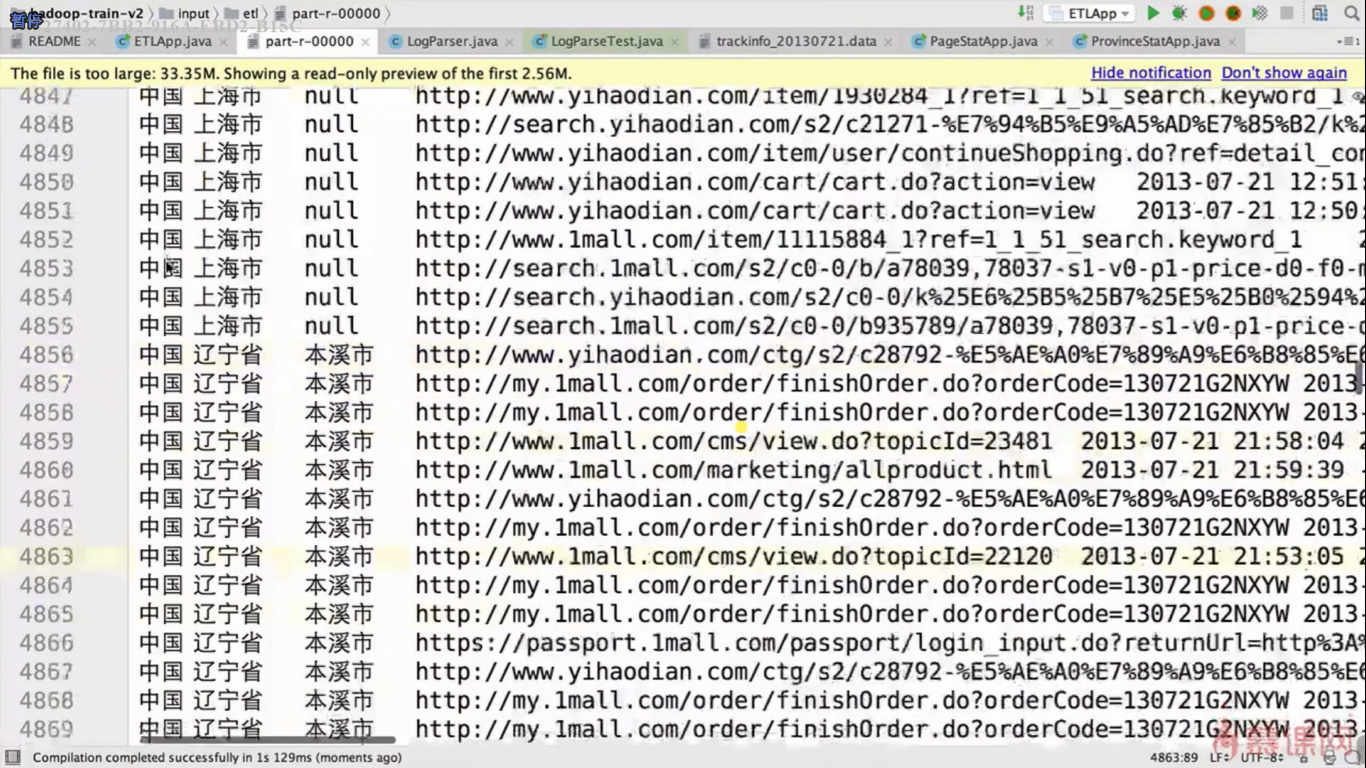 暂停
hadoop-train-v2 input etl part-r-00000 ETLApp
README ETLApp.java part-r-00000 LogParser.java LogParseTest.java trackinfo_20130721.data PageStatApp.java ProvinceStatApp.java
The file is too large: 33.35M. Showing a read-only preview of the first 2.56M. Hide notification Don't show again
4847 中国 上海市 null http://www.yihaodian.com/item/1930284_1?ref=1_1_51_search.keyword_1
4848 中国 上海市 null http://search.yihaodian.com/s2/c21271-%E7%94%B5%E9%A5%AD%E7%85%B2/k%2
4849 中国 上海市 null http://www.yihaodian.com/item/user/continueShopping.do?ref=detail_con
4850 中国 上海市 null http://www.yihaodian.com/cart/cart.do?action=view 2013-07-21 12:51:
4851 中国 上海市 null http://www.yihaodian.com/cart/cart.do?action=view 2013-07-21 12:50:
4852 中国 上海市 null http://www.1mall.com/item/11115884_1?ref=1_1_51_search.keyword_1 2
4853 中国 上海市 null http://search.1mall.com/s2/c0-0/b/a78039,78037-s1-v0-p1-price-d0-f0-m
4854 中国 上海市 null http://search.yihaodian.com/s2/c0-0/k%25E6%25B5%25B7%25E5%25B0%2594%2
4855 中国 上海市 null http://search.1mall.com/s2/c0-0/b935789/a78039,78037-s1-v0-p1-price-d
4856 中国 辽宁省 本溪市 http://www.yihaodian.com/ctg/s2/c28792-%E5%AE%A0%E7%89%A9%E6%B8%85%E6
4857 中国 辽宁省 本溪市 http://my.1mall.com/order/finishOrder.do?orderCode=130721G2NXYW 2013
4858 中国 辽宁省 本溪市 http://my.1mall.com/order/finishOrder.do?orderCode=130721G2NXYW 2013
4859 中国 辽宁省 本溪市 http://www.1mall.com/cms/view.do?topicId=23481 2013-07-21 21:58:04 2
4860 中国 辽宁省 本溪市 http://www.1mall.com/marketing/allproduct.html 2013-07-21 21:59:39
4861 中国 辽宁省 本溪市 http://www.yihaodian.com/ctg/s2/c28792-%E5%AE%A0%E7%89%A9%E6%B8%85%E6
4862 中国 辽宁省 本溪市 http://my.1mall.com/order/finishOrder.do?orderCode=130721G2NXYW 2013
4863 中国 辽宁省 本溪市 http://www.1mall.com/cms/view.do?topicId=22120 2013-07-21 21:53:05 2
4864 中国 辽宁省 本溪市 http://my.1mall.com/order/finishOrder.do?orderCode=130721G2NXYW 2013
4865 中国 辽宁省 本溪市 http://my.1mall.com/order/finishOrder.do?orderCode=130721G2NXYW 2013
4866 中国 辽宁省 本溪市 https://passport.1mall.com/passport/login_input.do?returnUrl=http%3A%
4867 中国 辽宁省 本溪市 http://www.yihaodian.com/ctg/s2/c28792-%E5%AE%A0%E7%89%A9%E6%B8%85%E6
4868 中国 辽宁省 本溪市 http://my.1mall.com/order/finishOrder.do?orderCode=130721G2NXYW 2013
4869 中国 辽宁省 本溪市 http://my.1mall.com/order/finishOrder.do?orderCode=130721G2NXYW 2013
慕课网
Compilation completed successfully in 1s 129ms (moments ago) 4863:89 LF UTF-8